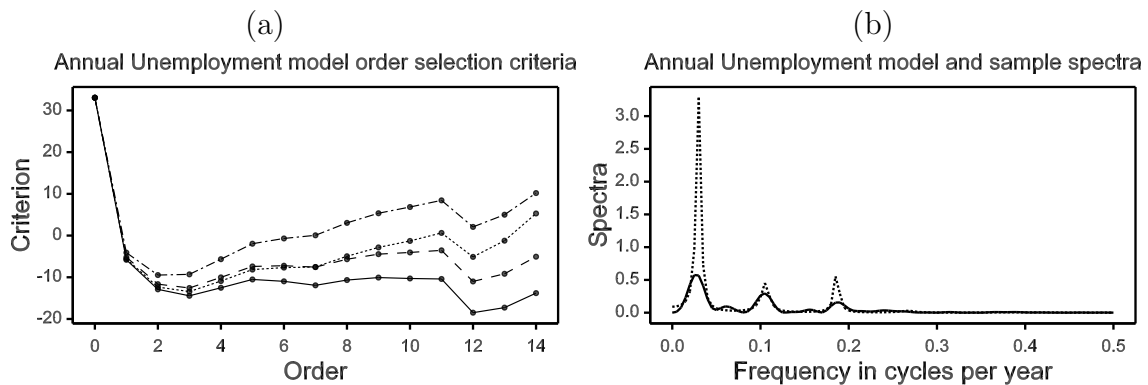 (a)
Annual Unemployment model order selection criteria
Criterion
30
20
10
0
-10
-20
0 2 4 6 8 10 12 14
Order
(b)
Annual Unemployment model and sample spectra
Spectra
3.0
2.5
2.0
1.5
1.0
0.5
0.0
0.0 0.1 0.2 0.3 0.4 0.5
Frequency in cycles per year